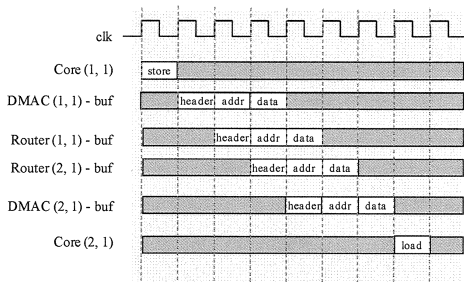 clk
Core (1, 1) store
DMAC (1, 1) - buf header addr data
Router (1, 1) - buf header addr data
Router (2, 1) - buf header addr data
DMAC (2, 1) - buf header addr data
Core (2, 1) load